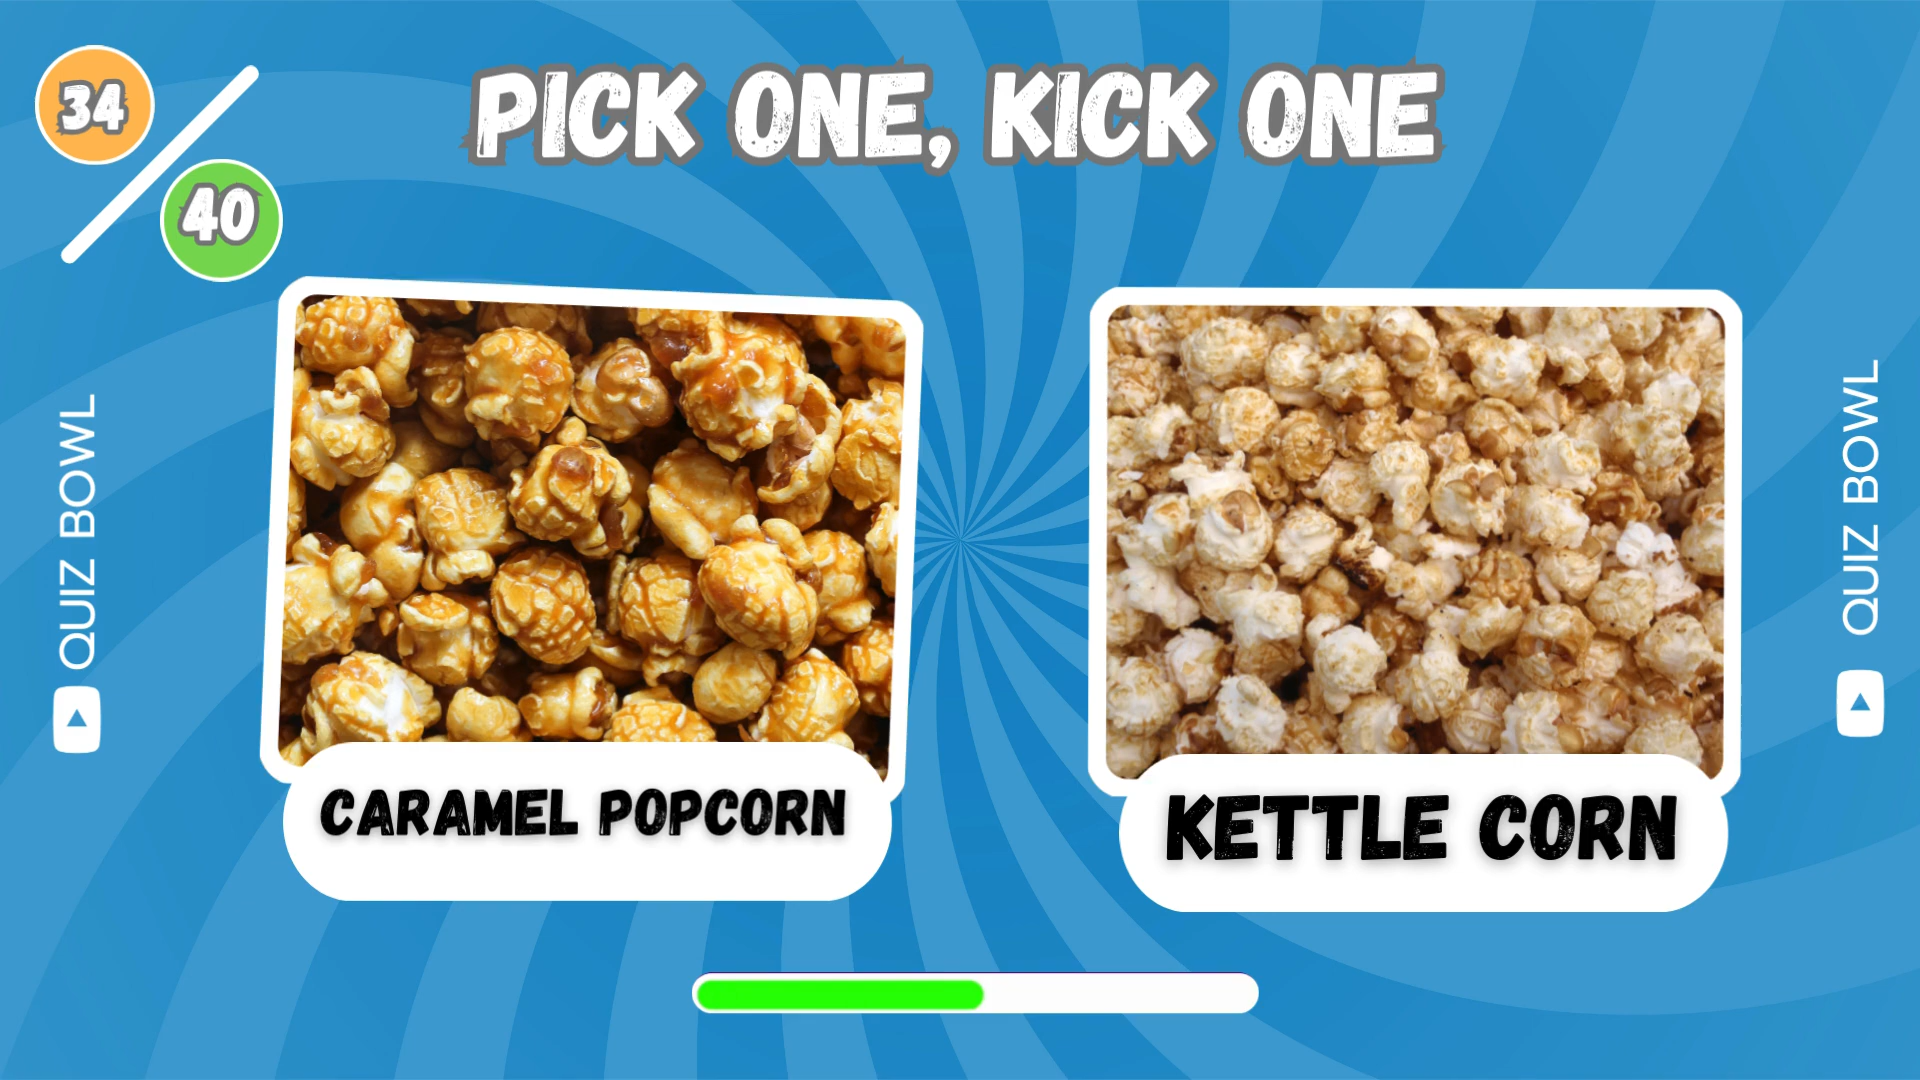 34
40
PICK ONE, KICK ONE
QUIZ BOWL
CARAMEL POPCORN
KETTLE CORN
QUIZ BOWL